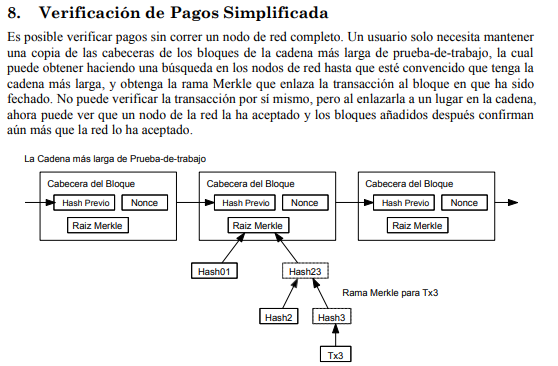 8. Verificación de Pagos Simplificada
Es posible verificar pagos sin correr un nodo de red completo. Un usuario solo necesita mantener
una copia de las cabeceras de los bloques de la cadena más larga de prueba-de-trabajo, la cual
puede obtener haciendo una búsqueda en los nodos de red hasta que esté convencido que tenga la
cadena más larga, y obtenga la rama Merkle que enlaza la transacción al bloque en que ha sido
fechado. No puede verificar la transacción por sí mismo, pero al enlazarla a un lugar en la cadena,
ahora puede ver que un nodo de la red la ha aceptado y los bloques añadidos después confirman
aún más que la red lo ha aceptado.
La Cadena más larga de Prueba-de-trabajo
Cabecera del Bloque Cabecera del Bloque Cabecera del Bloque
Hash Previo Nonce Hash Previo Nonce Hash Previo Nonce
Raiz Merkle Raiz Merkle Raiz Merkle
Hash01 Hash23
Rama Merkle para Tx3
Hash2 Hash3
Tx3